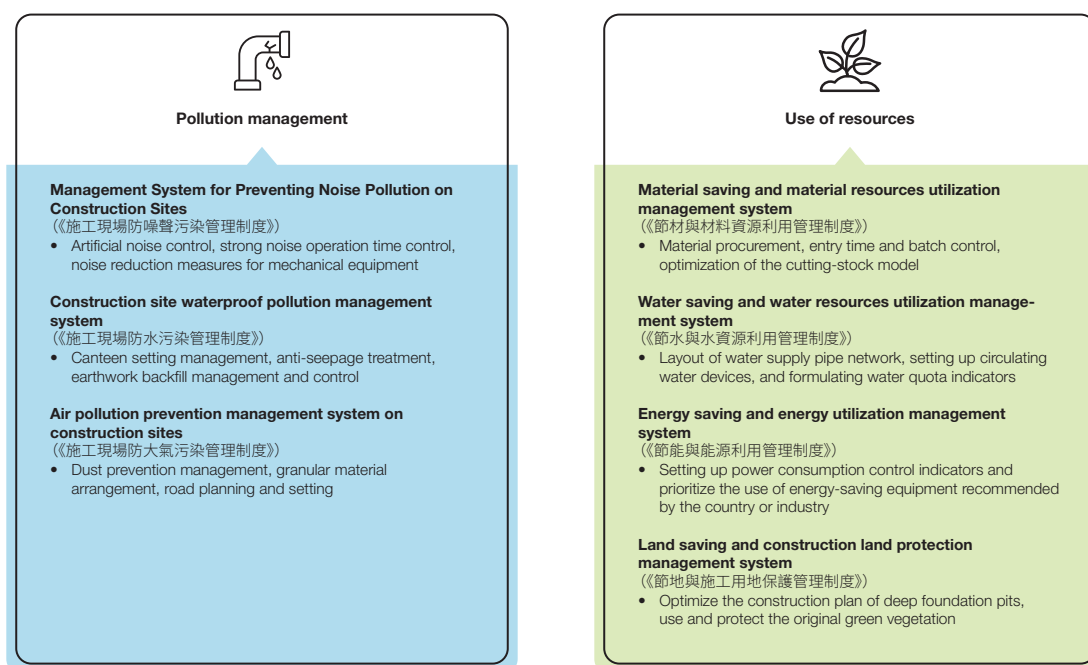 Pollution management
Management System for Preventing Noise Pollution on
Construction Sites
(《施工現場防噪聲污染管理制度》)
• Artificial noise control, strong noise operation time control,
noise reduction measures for mechanical equipment
Construction site waterproof pollution management
system
(《施工現場防水污染管理制度》)
• Canteen setting management, anti-seepage treatment,
earthwork backfill management and control
Air pollution prevention management system on
construction sites
(《施工現場防大氣污染管理制度》)
• Dust prevention management, granular material
arrangement, road planning and setting
Use of resources
Material saving and material resources utilization
management system
(《節材與材料資源利用管理制度》)
• Material procurement, entry time and batch control,
optimization of the cutting-stock model
Water saving and water resources utilization manage-
ment system
(《節水與水資源利用管理制度》)
• Layout of water supply pipe network, setting up circulating
water devices, and formulating water quota indicators
Energy saving and energy utilization management
system
(《節能與能源利用管理制度》)
• Setting up power consumption control indicators and
prioritize the use of energy-saving equipment recommended
by the country or industry
Land saving and construction land protection
management system
(《節地與施工用地保護管理制度》)
• Optimize the construction plan of deep foundation pits,
use and protect the original green vegetation